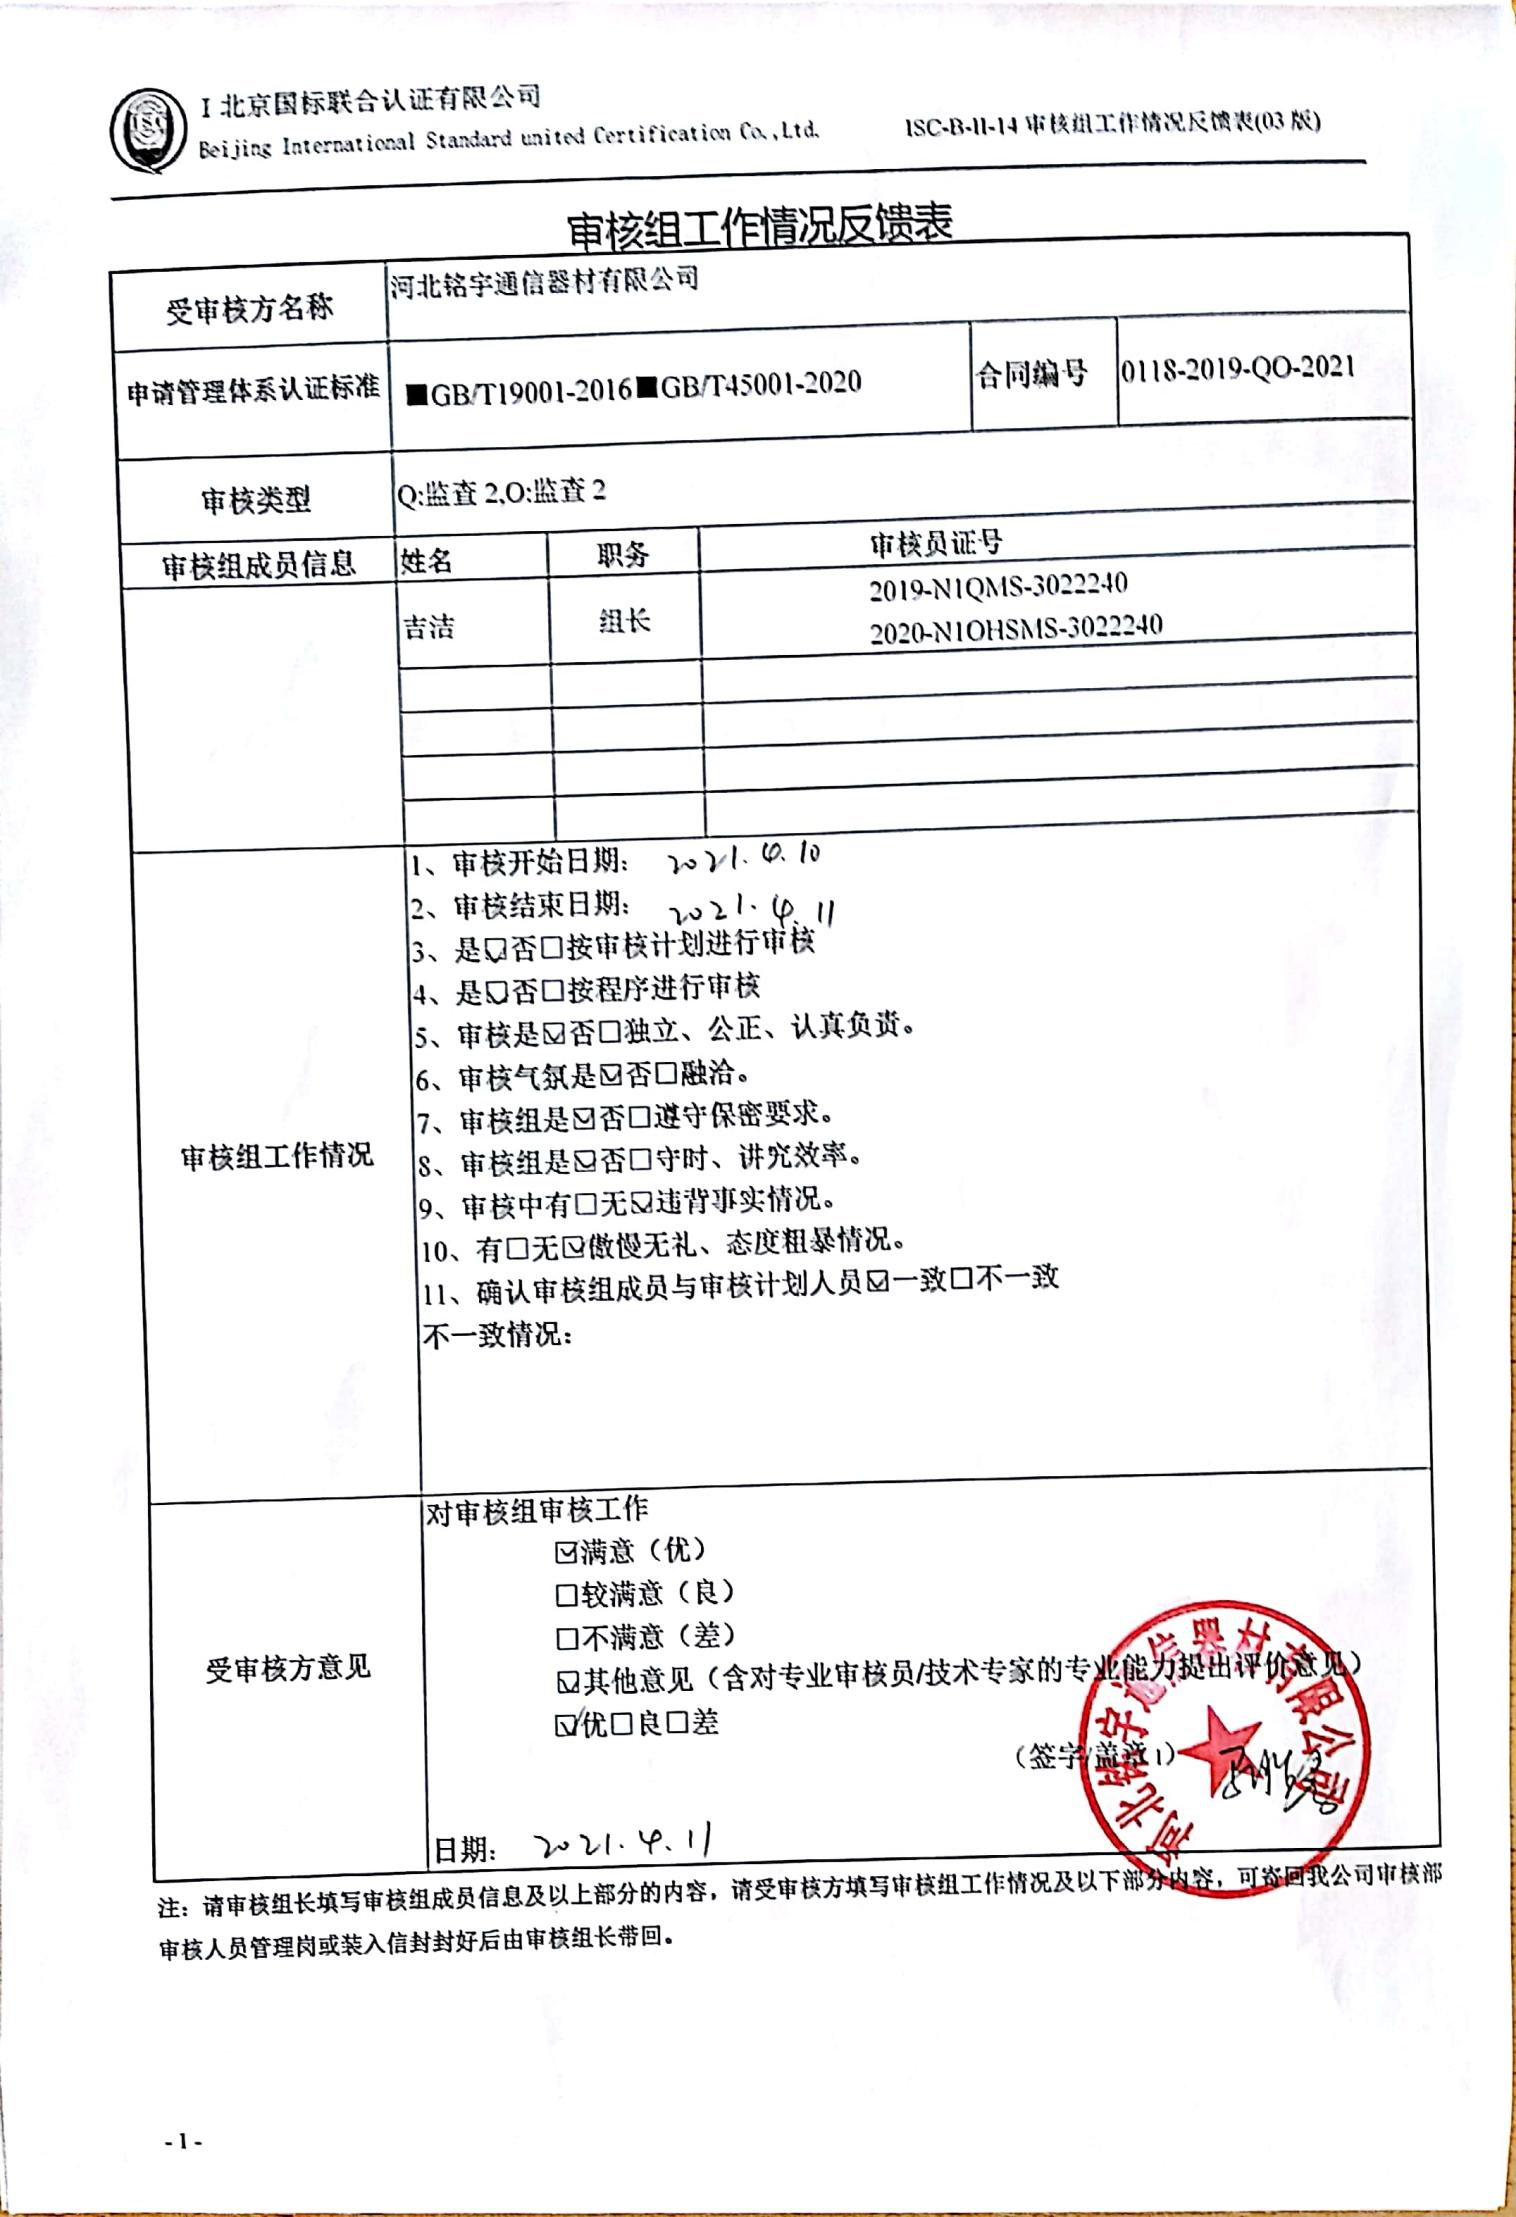 I 北京国标联合认证有限公司
Beijing International Standard united Certification Co.,Ltd.
ISC-B-II-14 审核组工作情况反馈表(03 版)
审核组工作情况反馈表
受审核方名称 河北铭宇通信器材有限公司
申请管理体系认证标准 ■GB/T19001-2016■GB/T45001-2020 合同编号 0118-2019-QO-2021
审核类型 Q:监查 2,O:监查 2
审核组成员信息 姓名 职务 审核员证号
吉洁 组长 2019-N1QMS-3022240
2020-N1OHSMS-3022240
审核组工作情况
1、审核开始日期: 2021.4.10
2、审核结束日期: 2021.4.11
3、是☑否□按审核计划进行审核
4、是☑否□按程序进行审核
5、审核是☑否□独立、公正、认真负责。
6、审核气氛是☑否□融洽。
7、审核组是☑否□遵守保密要求。
8、审核组是☑否□守时、讲究效率。
9、审核中有□无☑违背事实情况。
10、有□无☑傲慢无礼、态度粗暴情况。
11、确认审核组成员与审核计划人员☑一致□不一致
不一致情况:
受审核方意见
对审核组审核工作
☑满意（优）
□较满意（良）
□不满意（差）
☑其他意见（含对专业审核员/技术专家的专业能力提出评价意见）
☑优□良□差
（签字/盖章1）
河北铭宇通信器材有限公司
日期: 2021.4.11
注：请审核组长填写审核组成员信息及以上部分的内容，请受审核方填写审核组工作情况及以下部分内容，可寄回我公司审核部
审核人员管理岗或装入信封封好后由审核组长带回。
- 1 -